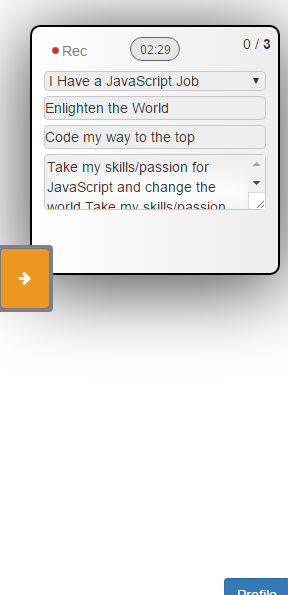 Rec 02:29 0 / 3
I Have a JavaScript Job
Enlighten the World
Code my way to the top
Take my skills/passion for
JavaScript and change the
world Take my skills/passion
Profile